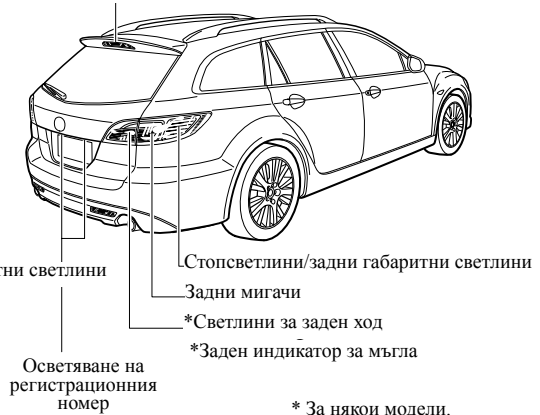 Стопсветлини/задни габаритни светлини
светлини
Задни мигачи
*Светлини за заден ход
*Заден индикатор за мъгла
Осветяване на
регистрационния
номер
* За някои модели.